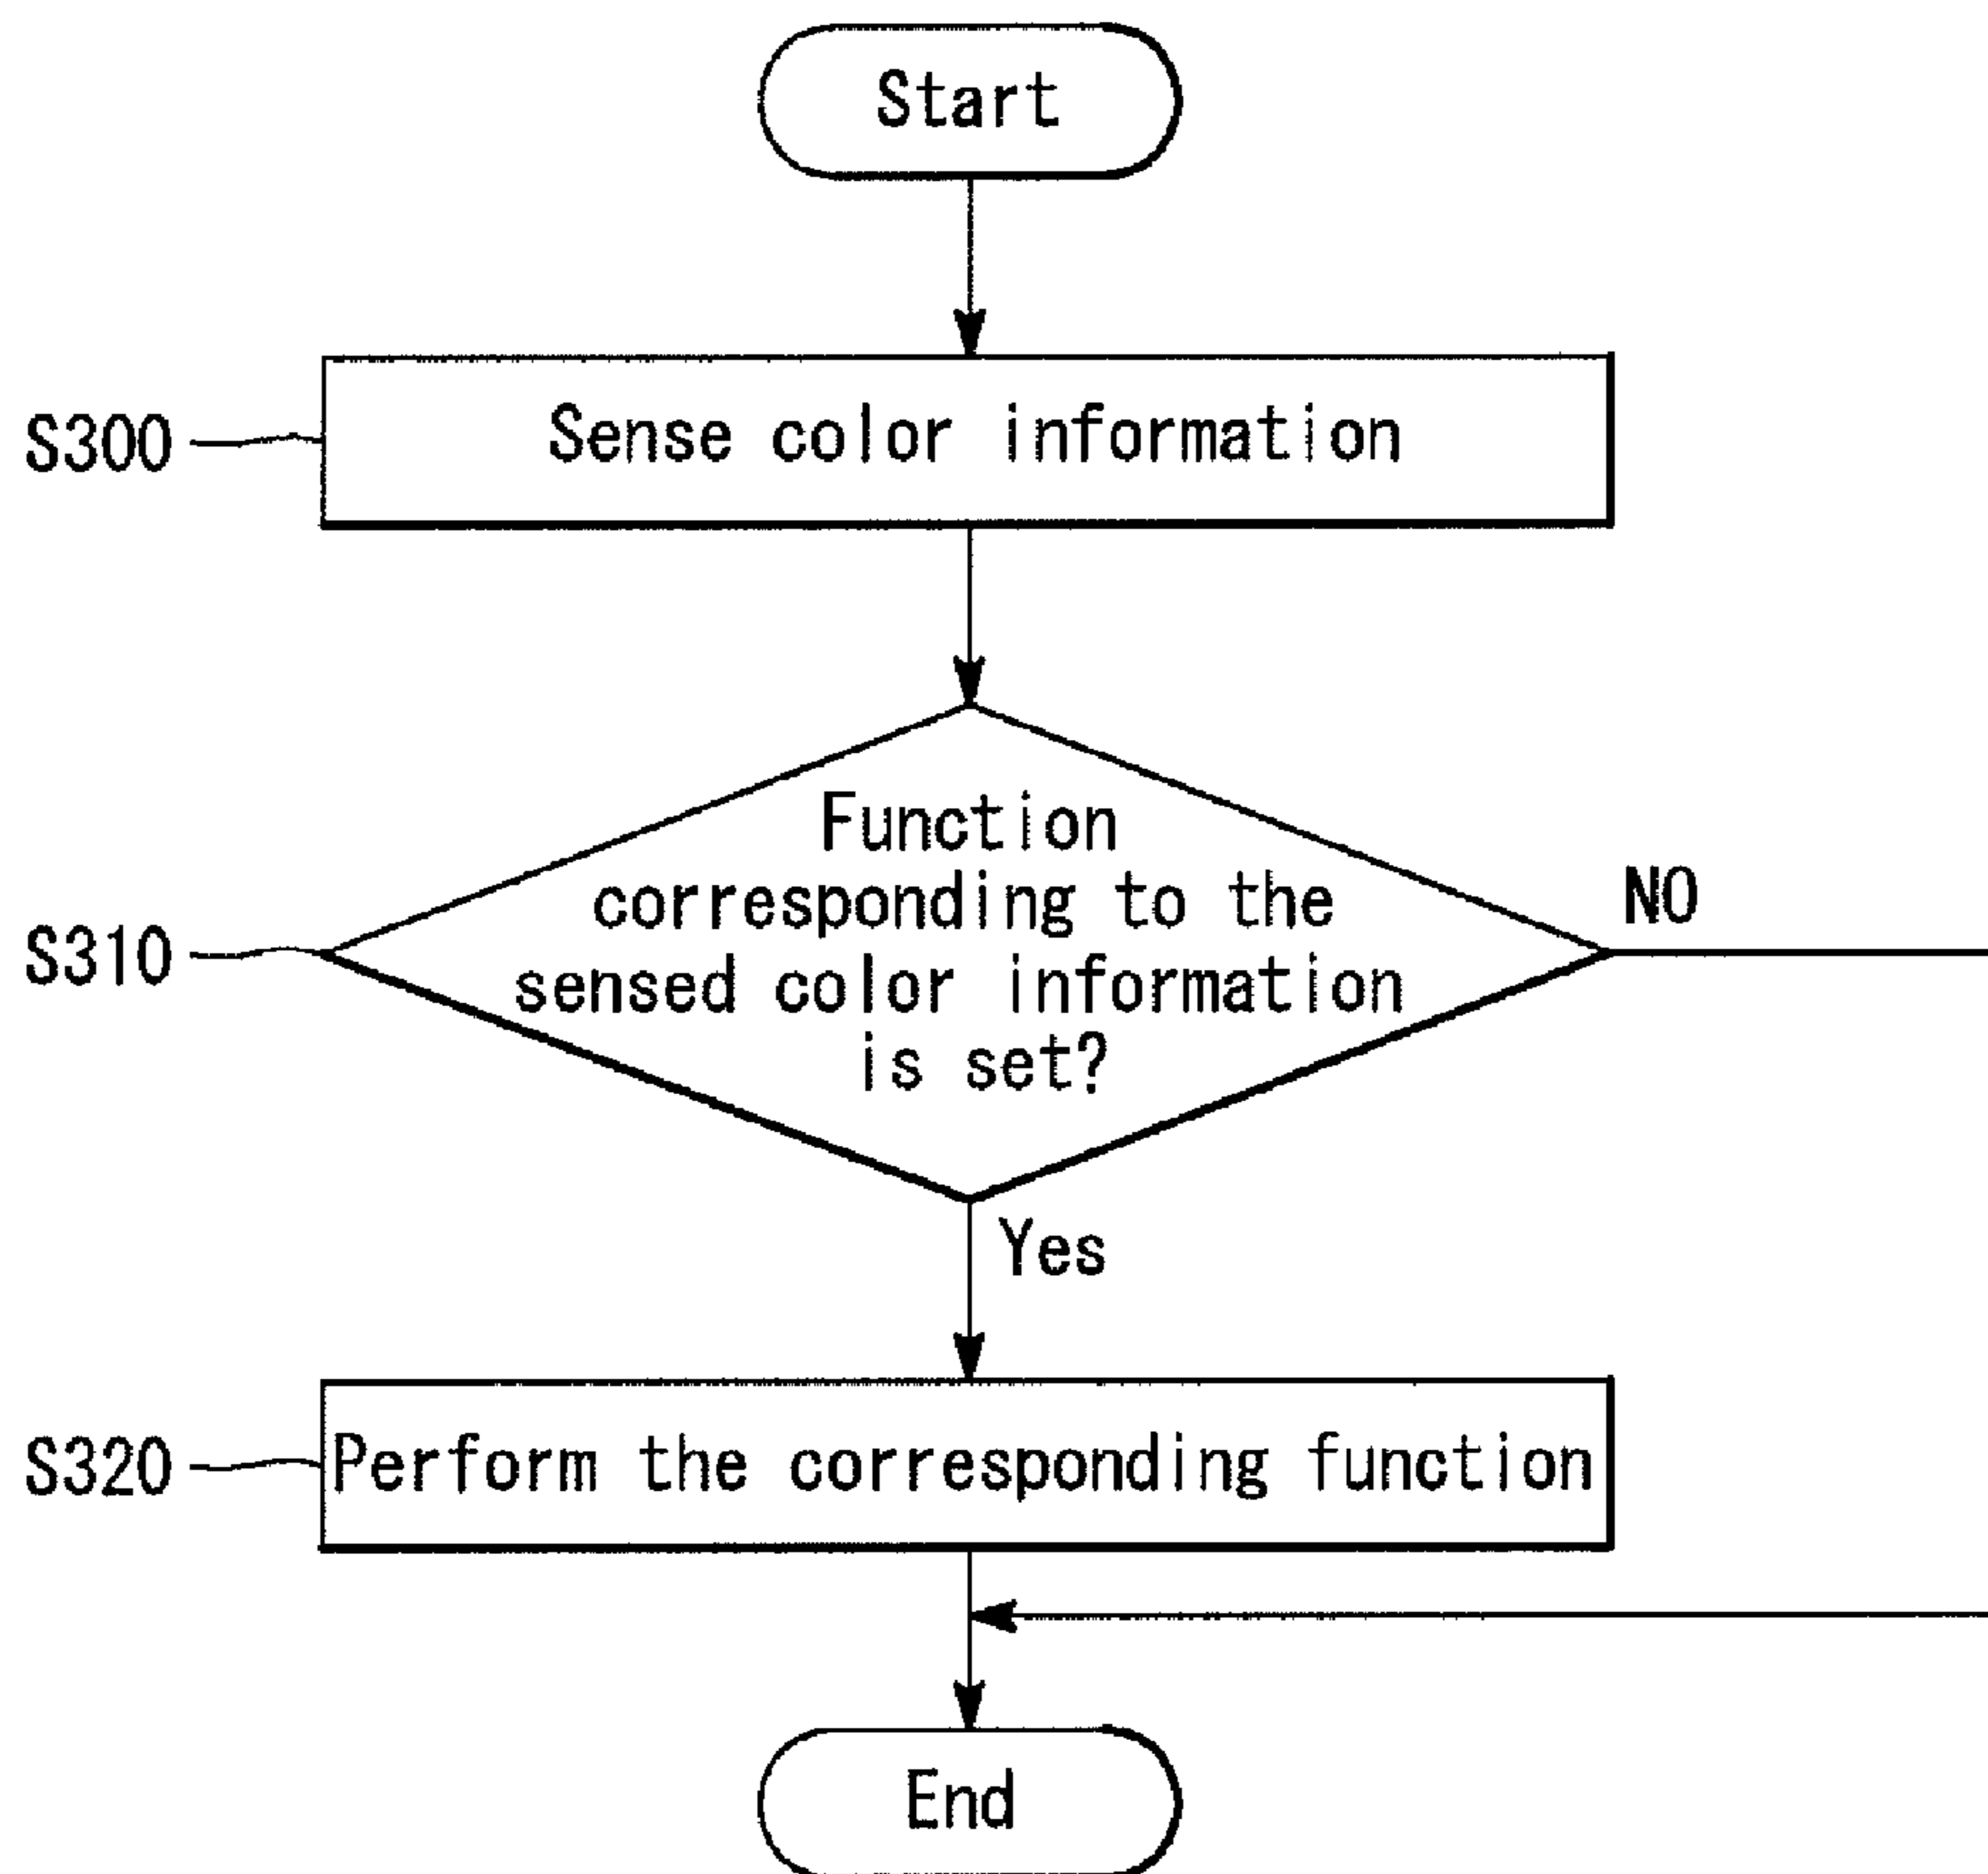 Start
S300
Sense color information
Function
corresponding to the
sensed color information
is set?
S310
NO
Yes
S320
Perform the corresponding function
End